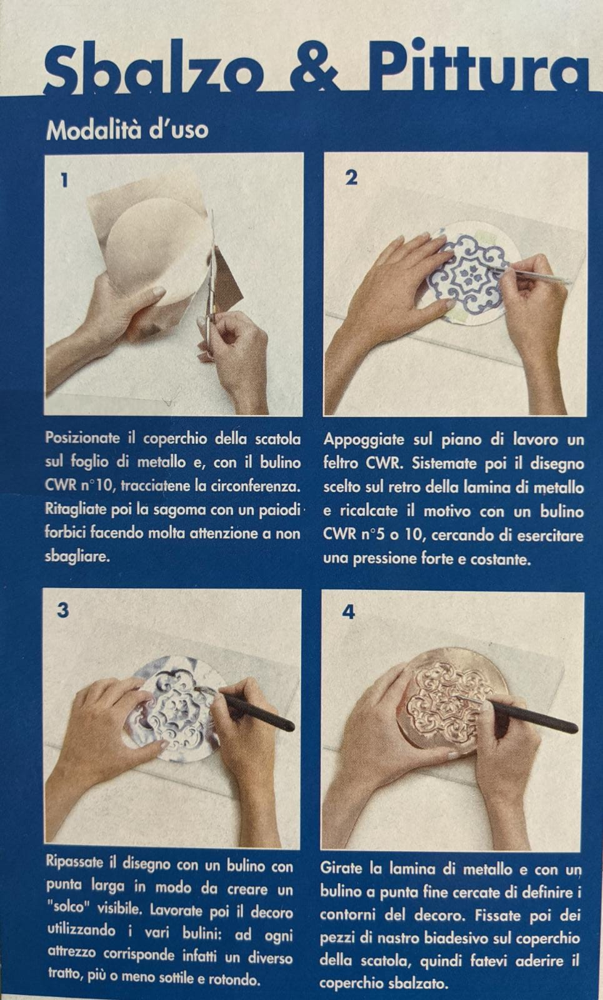 Sbalzo & Pittura
Modalità d'uso
1
Posizionate il coperchio della scatola
sul foglio di metallo e, con il bulino
CWR n°10, tracciatene la circonferenza.
Ritagliate poi la sagoma con un paiodi
forbici facendo molta attenzione a non
sbagliare.
2
Appoggiate sul piano di lavoro un
feltro CWR. Sistemate poi il disegno
scelto sul retro della lamina di metallo
e ricalcate il motivo con un bulino
CWR n°5 o 10, cercando di esercitare
una pressione forte e costante.
3
Ripassate il disegno con un bulino con
punta larga in modo da creare un
"solco" visibile. Lavorate poi il decoro
utilizzando i vari bulini: ad ogni
attrezzo corrisponde infatti un diverso
tratto, più o meno sottile e rotondo.
4
Girate la lamina di metallo e con un
bulino a punta fine cercate di definire i
contorni del decoro. Fissate poi dei
pezzi di nastro biadesivo sul coperchio
della scatola, quindi fatevi aderire il
coperchio sbalzato.